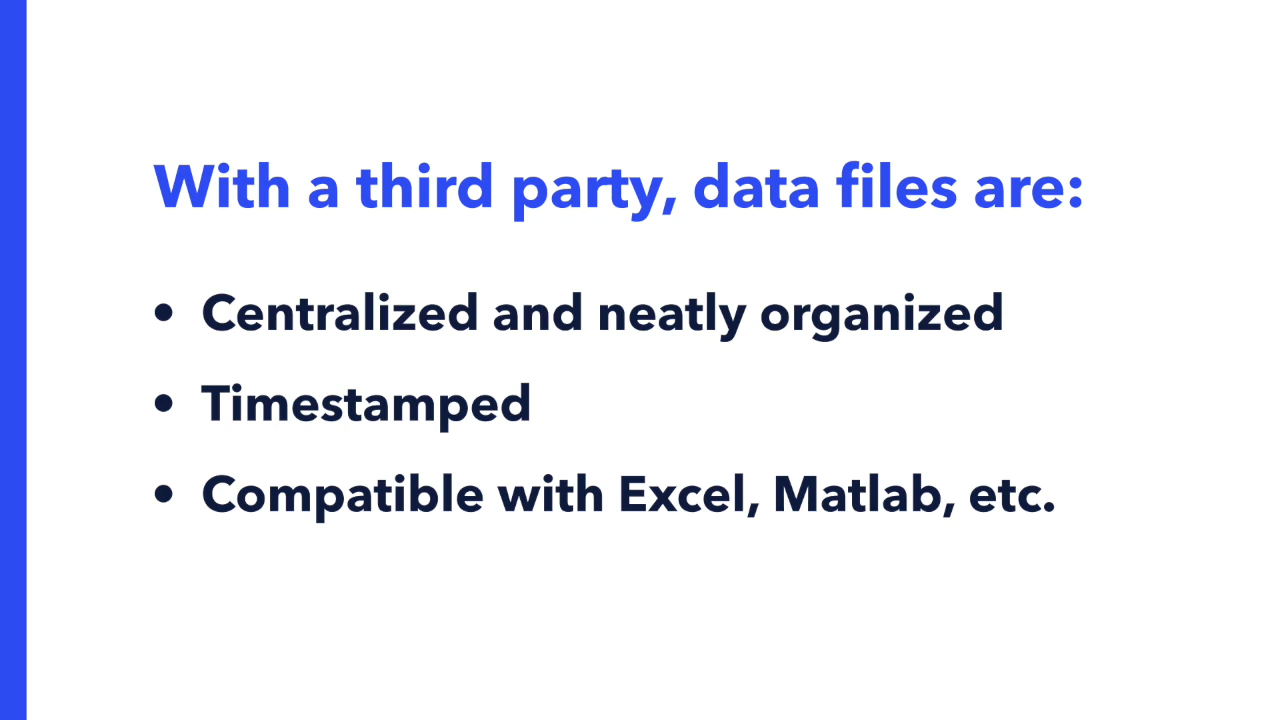 With a third party, data files are:
• Centralized and neatly organized
• Timestamped
• Compatible with Excel, Matlab, etc.